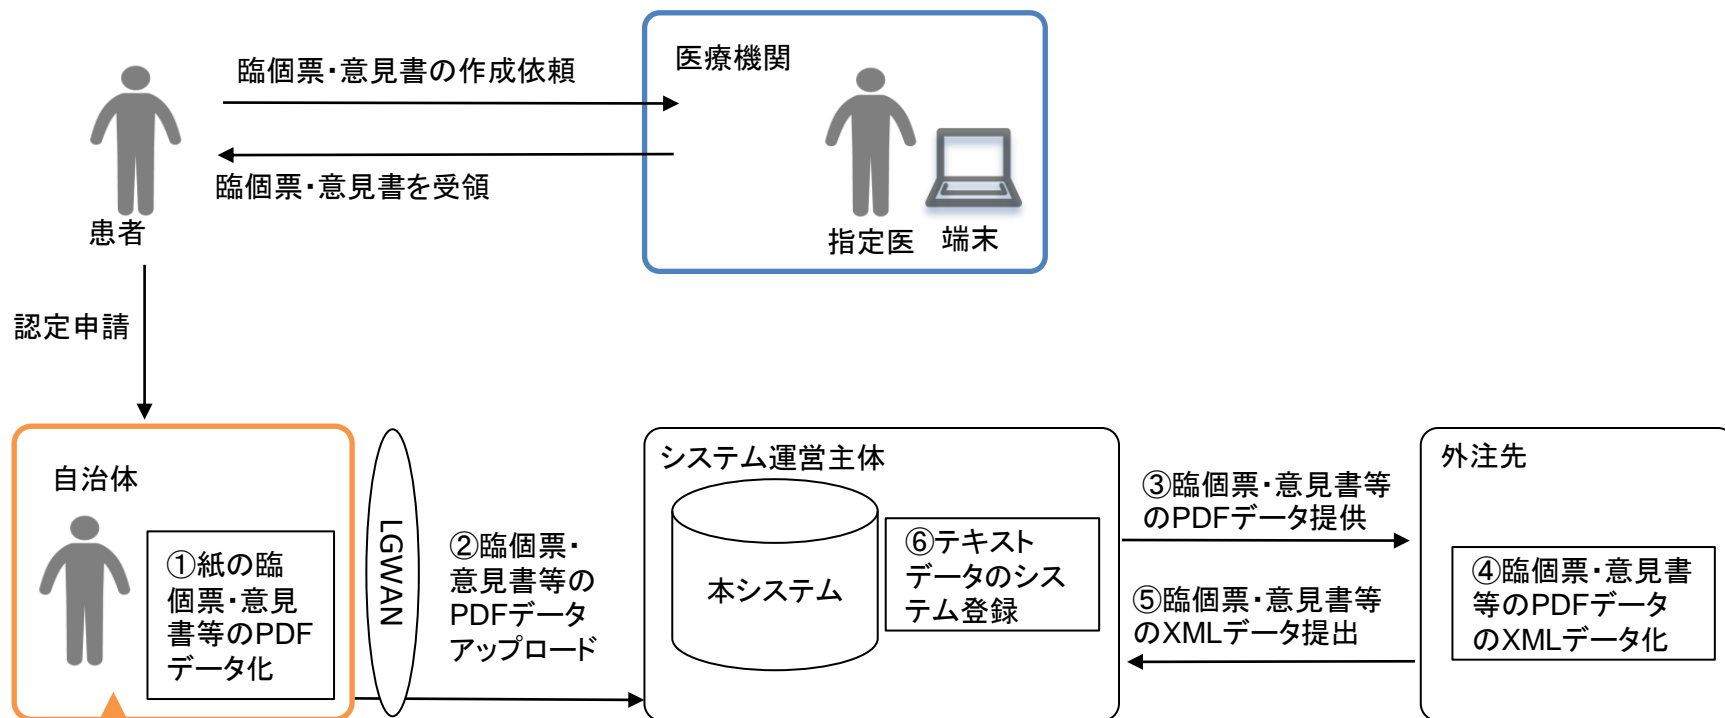 臨個票・意見書の作成依頼
医療機関
臨個票・意見書を受領
患者
指定医
端末
認定申請
自治体
①紙の臨
個票・意見
書等のPDF
データ化
LGWAN
②臨個票・
意見書等の
PDFデータ
アップロード
システム運営主体
本システム
⑥テキスト
データのシス
テム登録
③臨個票・意見書等
のPDFデータ提供
⑤臨個票・意見書等
のXMLデータ提出
外注先
④臨個票・意見書
等のPDFデータ
のXMLデータ化